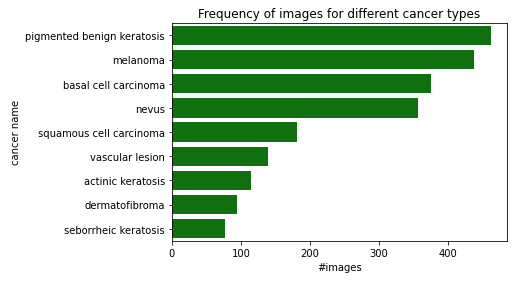 Frequency of images for different cancer types
cancer name
pigmented benign keratosis
melanoma
basal cell carcinoma
nevus
squamous cell carcinoma
vascular lesion
actinic keratosis
dermatofibroma
seborrheic keratosis
0 100 200 300 400
#images